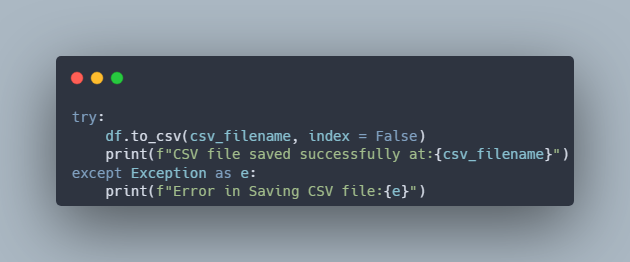 try:
    df.to_csv(csv_filename, index = False)
    print(f"CSV file saved successfully at:{csv_filename}")
except Exception as e:
    print(f"Error in Saving CSV file:{e}")